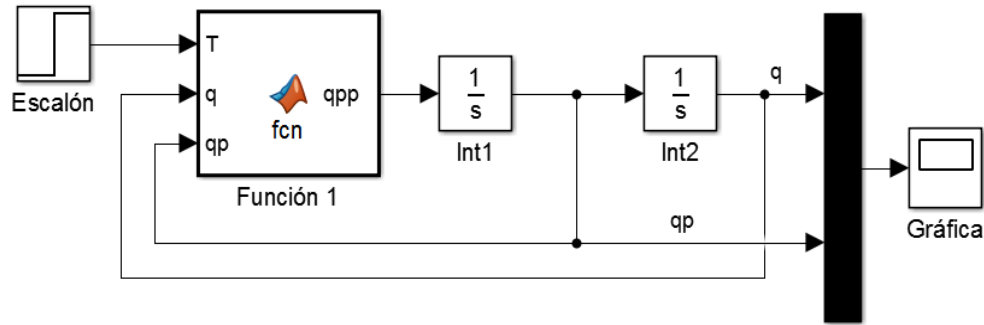 Escalón
T
q
qp
fcn
qpp
Función 1
1
s
Int1
1
s
Int2
q
qp
Gráfica